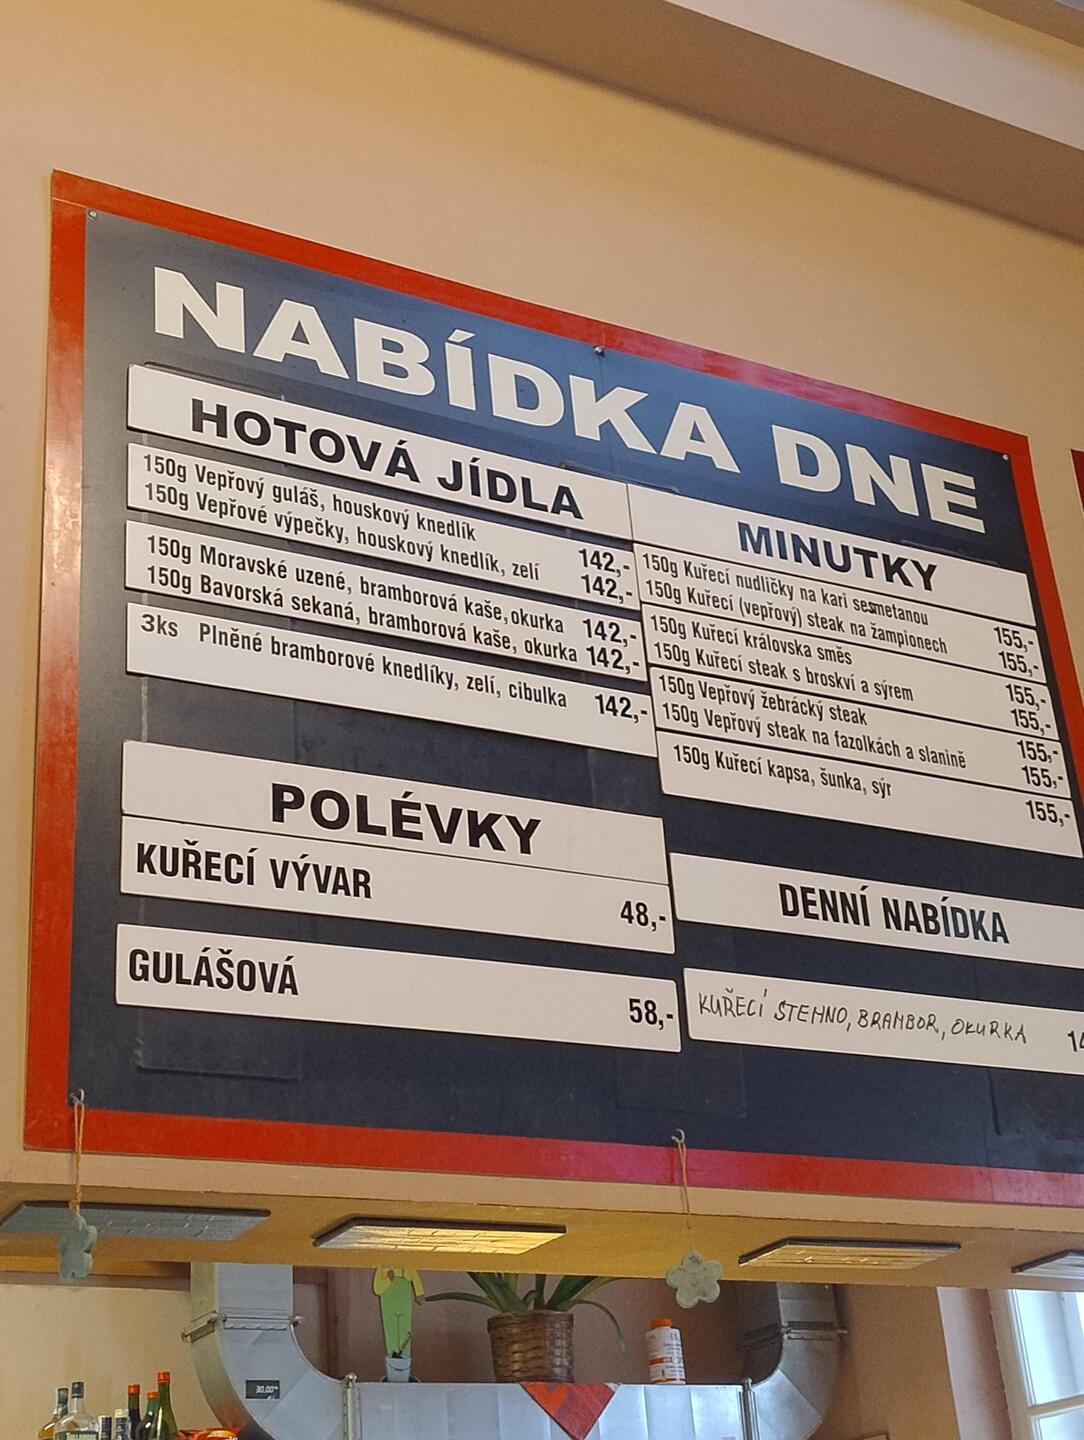 NABÍDKA DNE
HOTOVÁ JÍDLA
150g Vepřový guláš, houskový knedlík 142,-
150g Vepřové výpečky, houskový knedlík, zelí 142,-
150g Moravské uzené, bramborová kaše, okurka 142,-
150g Bavorská sekaná, bramborová kaše, okurka 142,-
3ks Plněné bramborové knedlíky, zelí, cibulka 142,-
POLÉVKY
KUŘECÍ VÝVAR 48,-
GULÁŠOVÁ 58,-
MINUTKY
150g Kuřecí nudličky na kari sesmetanou 155,-
150g Kuřecí (vepřový) steak na žampionech 155,-
150g Kuřecí královska směs 155,-
150g Kuřecí steak s broskví a sýrem 155,-
150g Vepřový žebrácký steak 155,-
150g Vepřový steak na fazolkách a slanině 155,-
150g Kuřecí kapsa, šunka, sýr 155,-
DENNÍ NABÍDKA
KUŘECÍ STEHNO, BRAMBOR, OKURKA